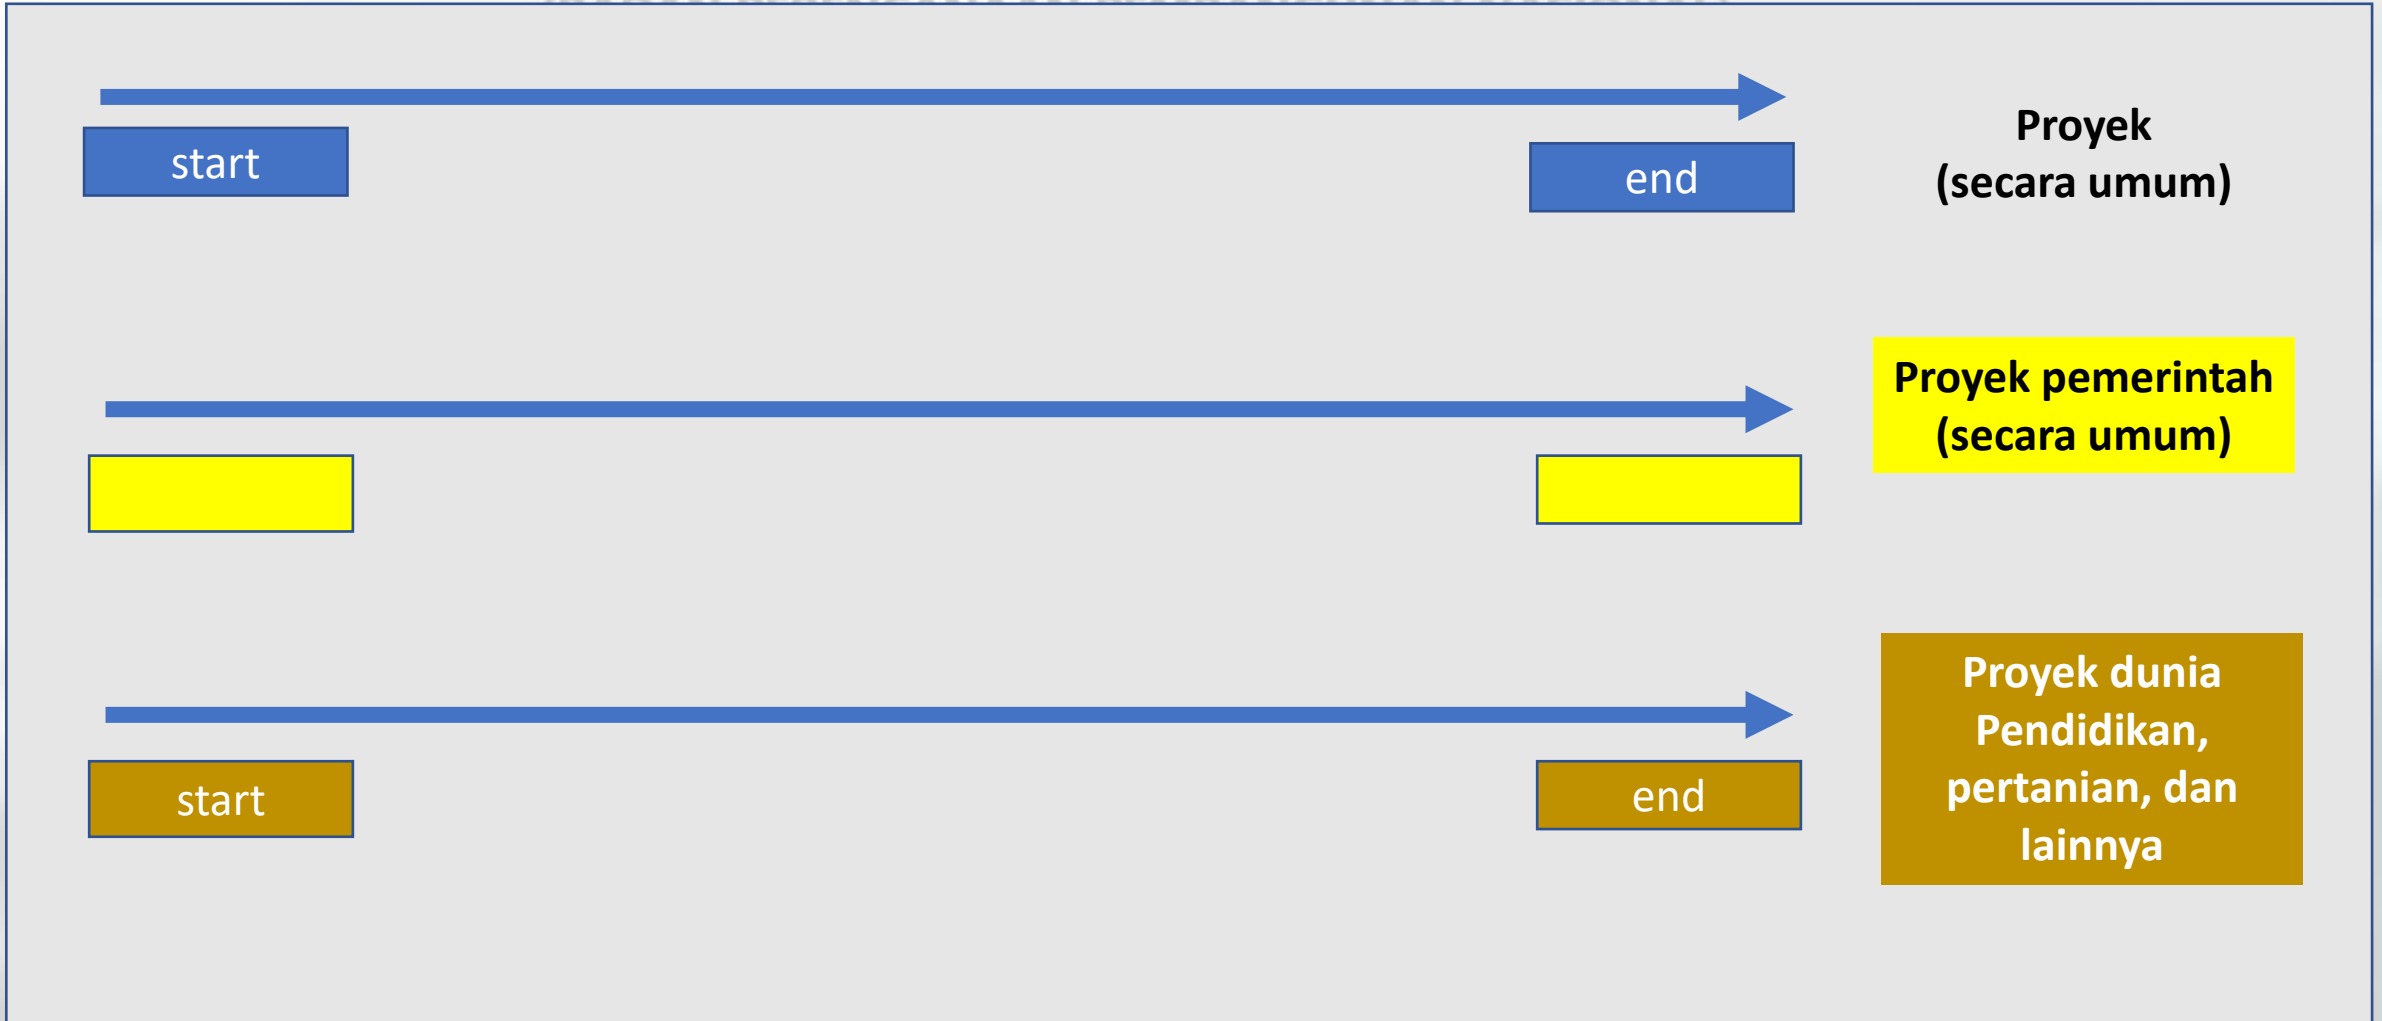 start
end
Proyek
(secara umum)
Proyek pemerintah
(secara umum)
start
end
Proyek dunia
Pendidikan,
pertanian, dan
lainnya